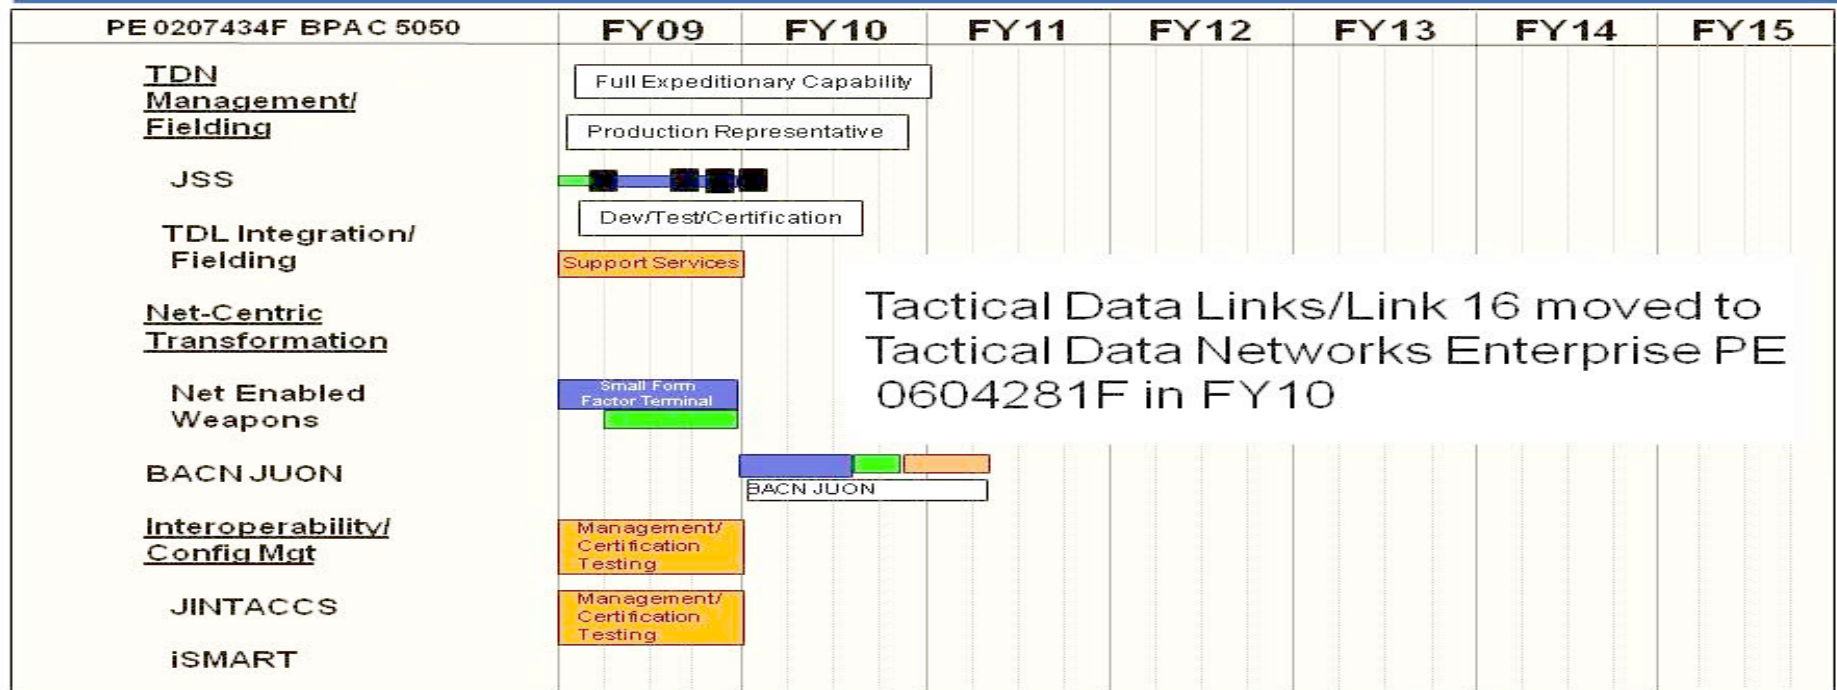 PE 0207434F BPAC 5050 FY09 FY10 FY11 FY12 FY13 FY14 FY15
TDN
Management/
Fielding
Full Expeditionary Capability
Production Representative
JSS
Dev/Test/Certification
TDL Integration/
Fielding
Support Services
Tactical Data Links/Link 16 moved to
Tactical Data Networks Enterprise PE
0604281F in FY10
Net-Centric
Transformation
Net Enabled
Weapons
Small Form
Factor Terminal
BACN JUON
BACN JUON
Interoperability/
Config Mgt
Management/
Certification
Testing
JINTACCS
Management/
Certification
Testing
iSMART